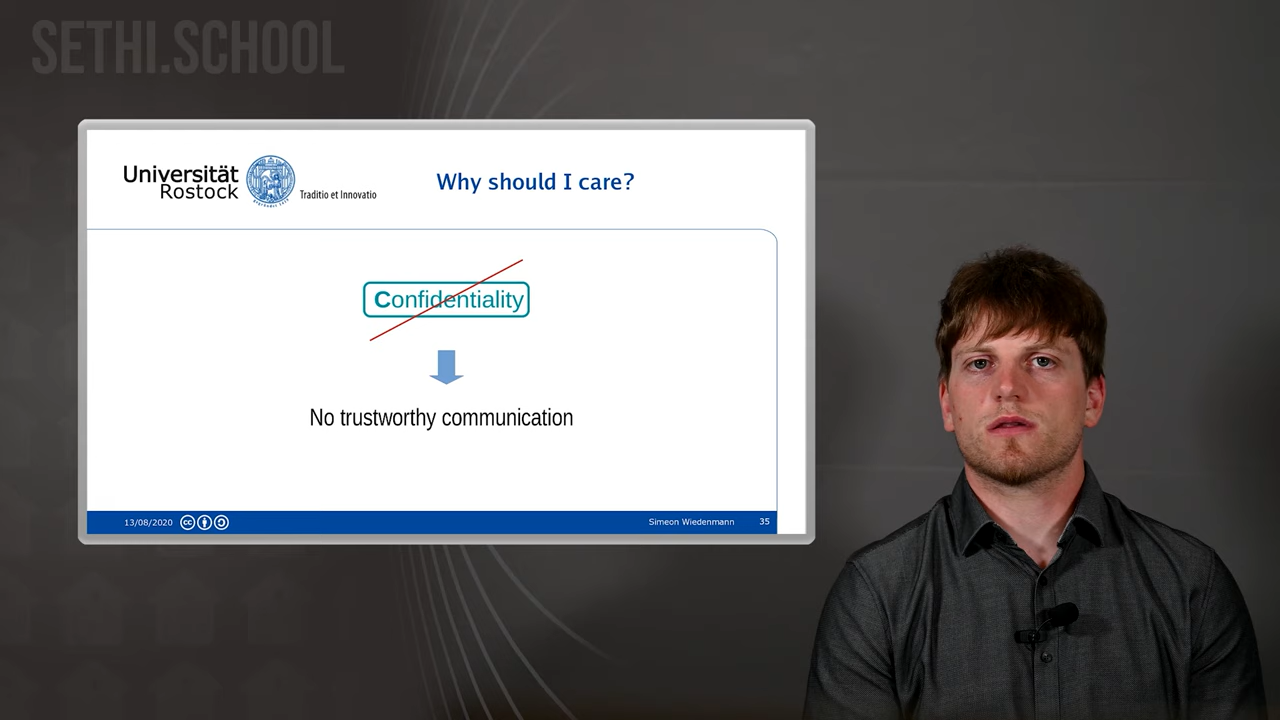 SETHI.SCHOOL
Universität
Rostock
Traditio et Innovatio
Why should I care?
Confidentiality
No trustworthy communication
13/08/2020
Simeon Wiedenmann
35